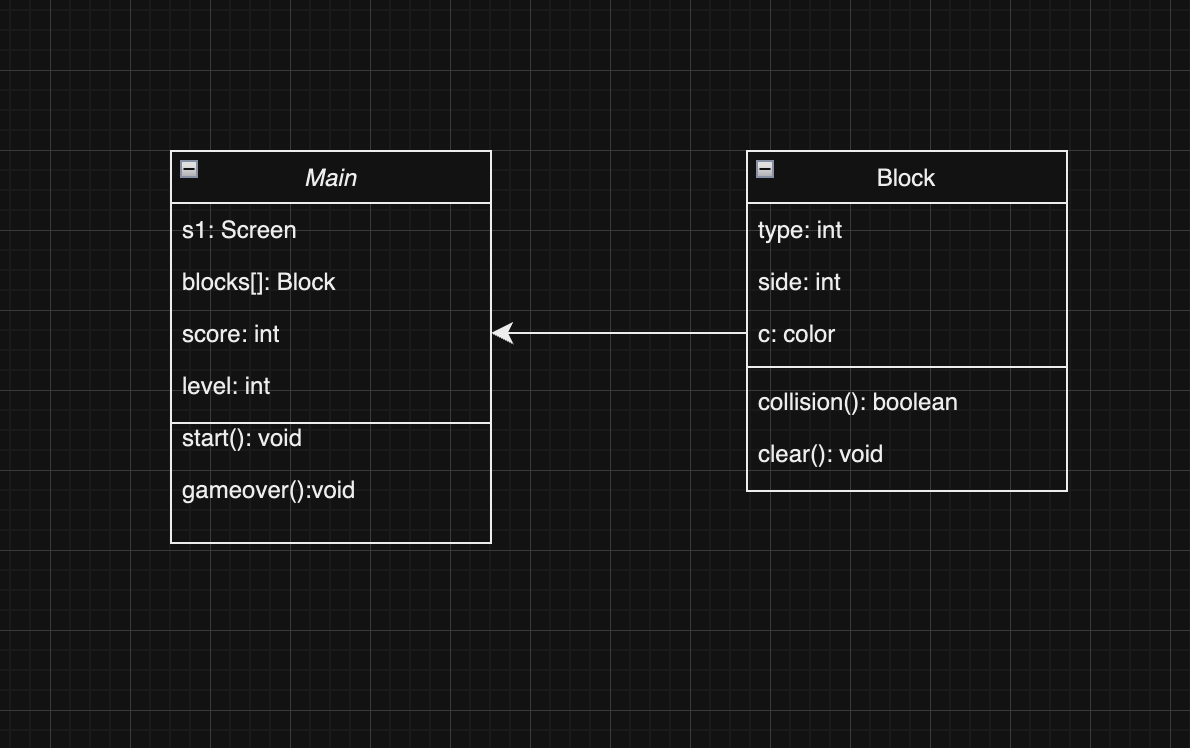 Main
s1: Screen
blocks[]: Block
score: int
level: int
start(): void
gameover():void
Block
type: int
side: int
c: color
collision(): boolean
clear(): void